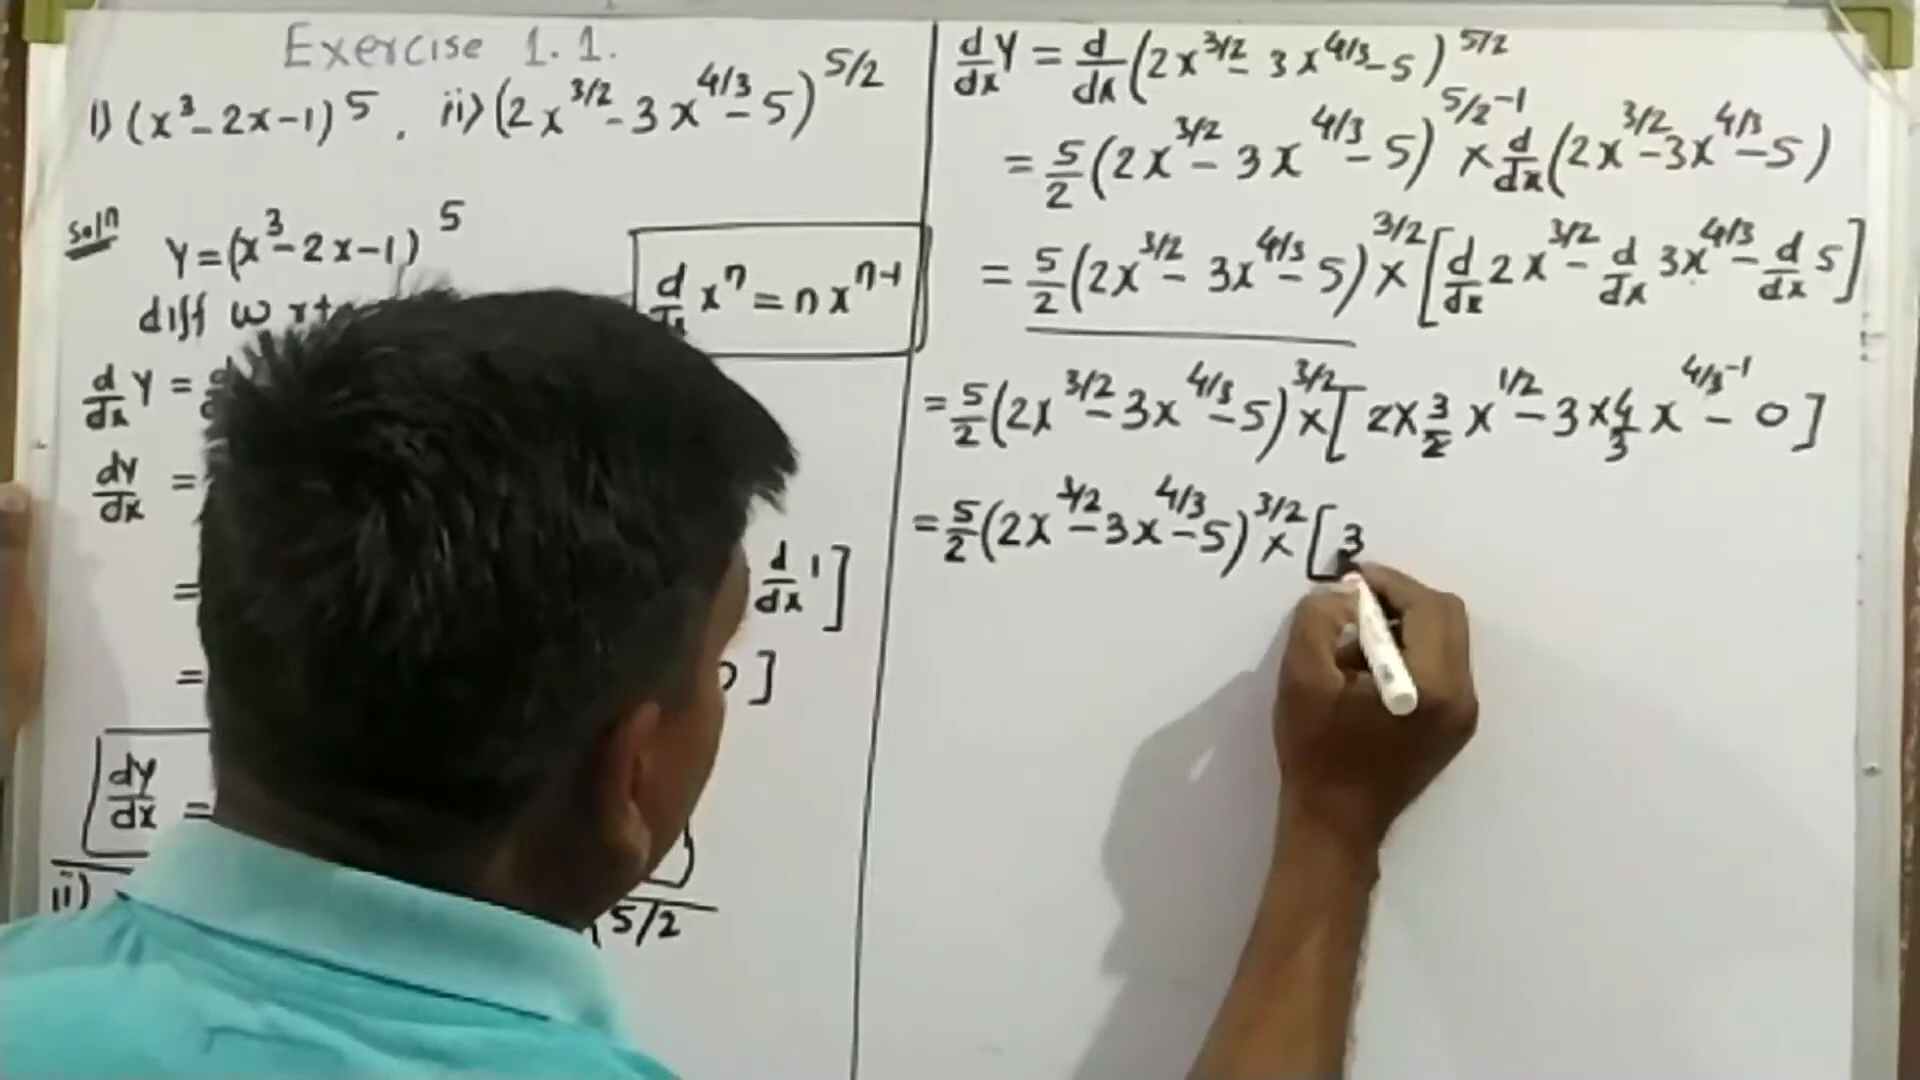 Exercise 1.1.
i) (x³-2x-1)⁵, ii) (2x^3/2-3x^4/3-5)^5/2
Solⁿ
Y=(x³-2x-1)⁵
diff w rt
d/dx xⁿ = nx^n-1
d/dx Y =
dy/dx =
= d/dx 1]
= 0]
dy/dx =
ii) 5/2
d/dx Y = d/dx (2x^3/2-3x^4/3-5)^5/2
= 5/2 (2x^3/2-3x^4/3-5)^5/2-1 × d/dx (2x^3/2-3x^4/3-5)
= 5/2 (2x^3/2-3x^4/3-5)^3/2 × [d/dx 2x^3/2 - d/dx 3x^4/3 - d/dx 5]
= 5/2 (2x^3/2-3x^4/3-5)^3/2 × [2×3/2 x^1/2 - 3×4/3 x^4/3-1 - 0]
= 5/2 (2x^3/2-3x^4/3-5)^3/2 × [3